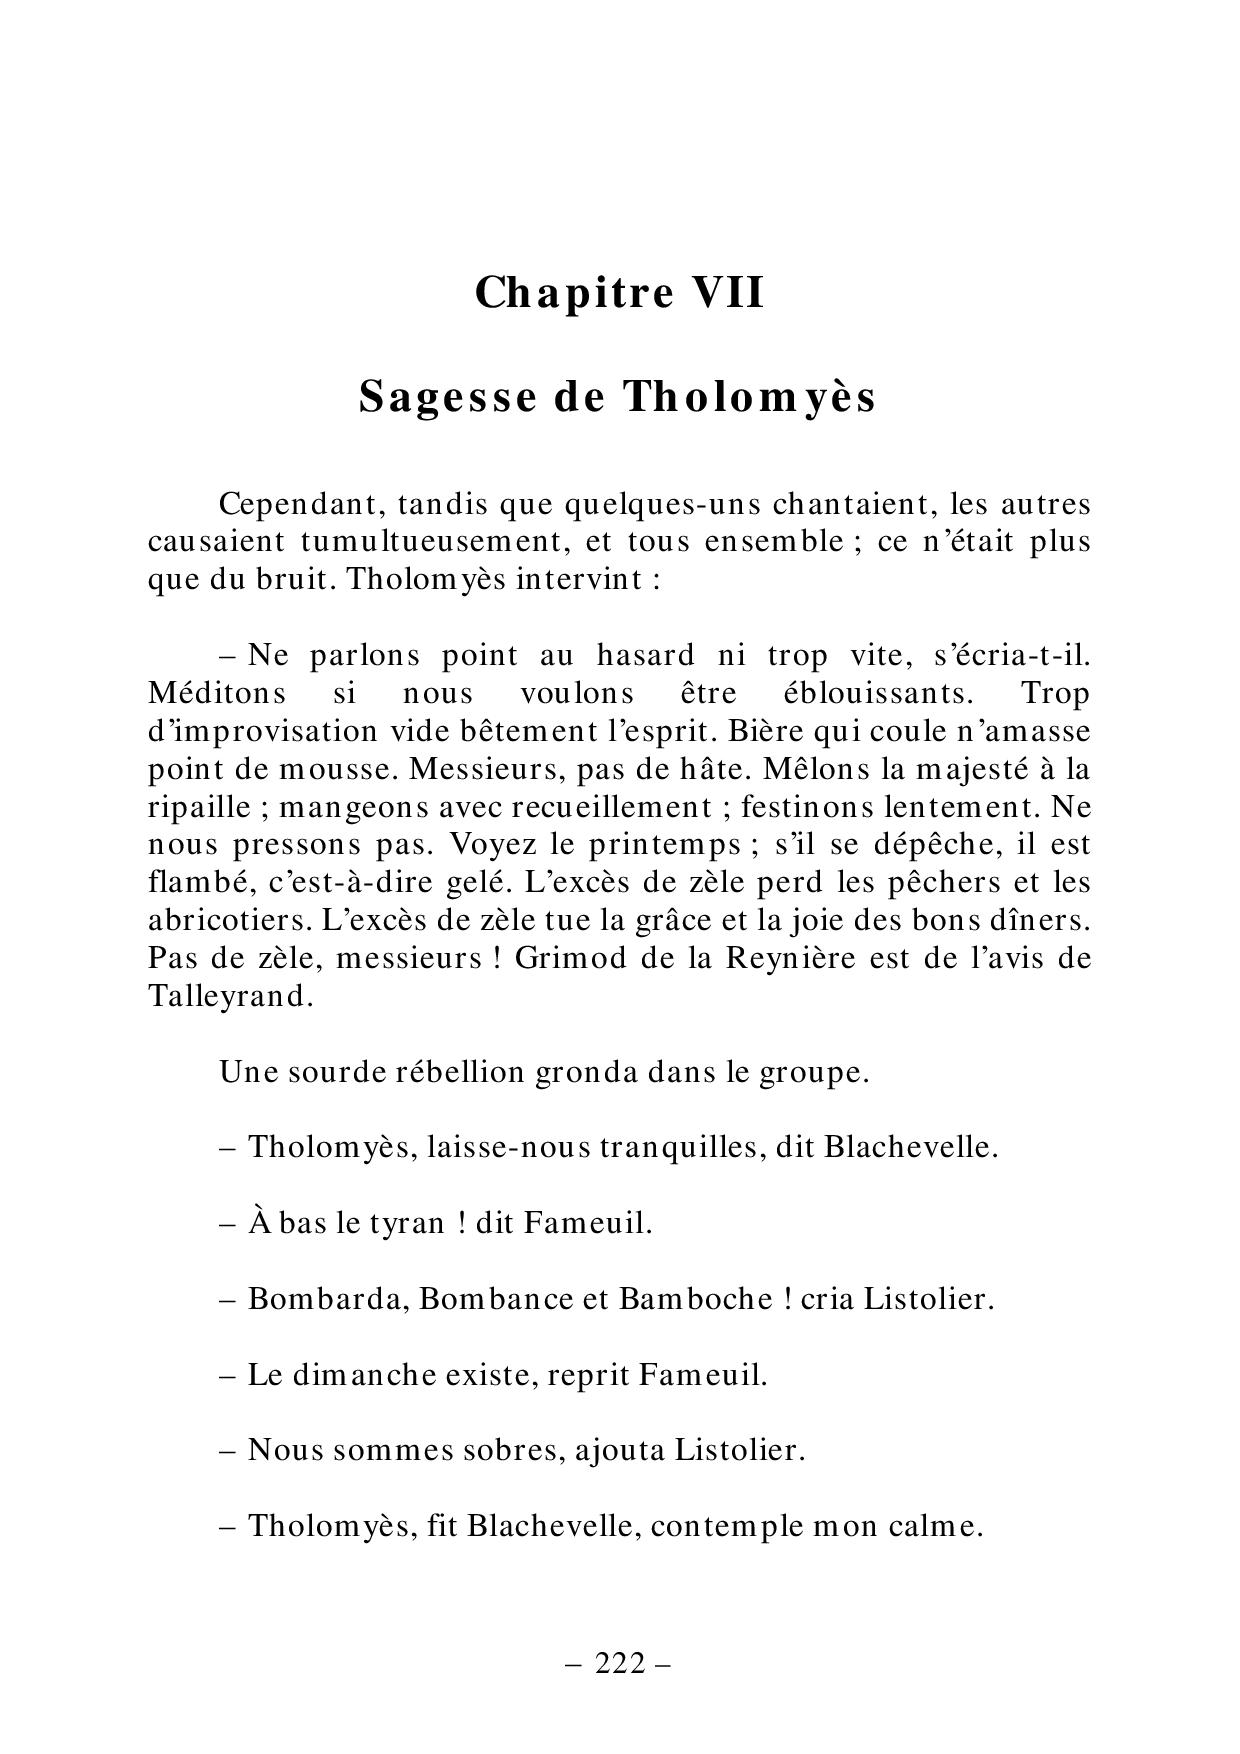 Chapitre VII
Sagesse de Tholomyès
Cependant, tandis que quelques-uns chantaient, les autres
causaient tumultueusement, et tous ensemble ; ce n’était plus
que du bruit. Tholomyès intervint :
– Ne parlons point au hasard ni trop vite, s’écria-t-il.
Méditons si nous voulons être éblouissants. Trop
d’improvisation vide bêtement l’esprit. Bière qui coule n’amasse
point de mousse. Messieurs, pas de hâte. Mêlons la majesté à la
ripaille ; mangeons avec recueillement ; festinons lentement. Ne
nous pressons pas. Voyez le printemps ; s’il se dépêche, il est
flambé, c’est-à-dire gelé. L’excès de zèle perd les pêchers et les
abricotiers. L’excès de zèle tue la grâce et la joie des bons dîners.
Pas de zèle, messieurs ! Grimod de la Reynière est de l’avis de
Talleyrand.
Une sourde rébellion gronda dans le groupe.
– Tholomyès, laisse-nous tranquilles, dit Blachevelle.
– À bas le tyran ! dit Fameuil.
– Bombarda, Bombance et Bamboche ! cria Listolier.
– Le dimanche existe, reprit Fameuil.
– Nous sommes sobres, ajouta Listolier.
– Tholomyès, fit Blachevelle, contemple mon calme.
– 222 –